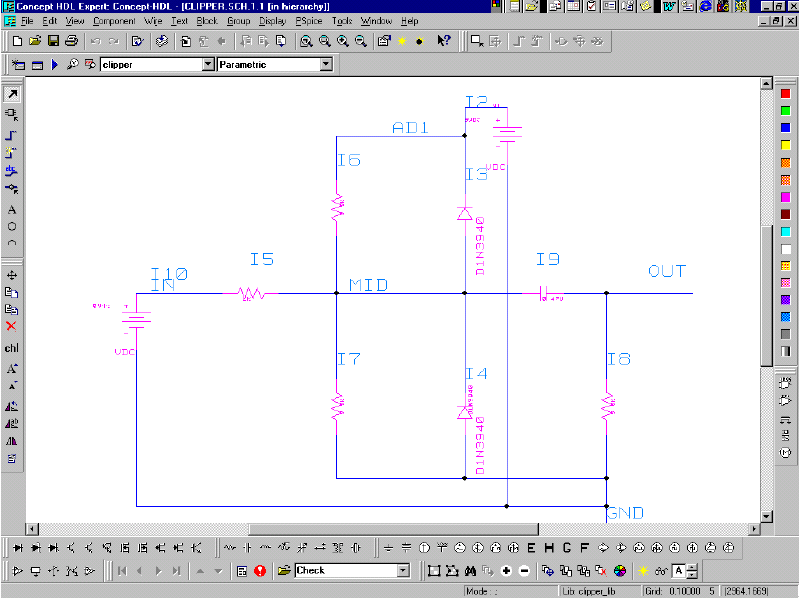 Concept HDL Expert: Concept-HDL - [CLIPPER.SCH.1.1 [in hierarchy]]
File Edit View Component Wire Text Block Group Display PSpice Tools Window Help
clipper Parametric
I2
AD1
I6
VDC
I3
D1N3940
I10
IN
I5
MID
I9
OUT
VDC
I7
I4
D1N3940
I8
GND
chl
A
E H C F
Check
A
Mode : ; Lib: clipper_lib Grid: 0.10000 5 [2964,1669]